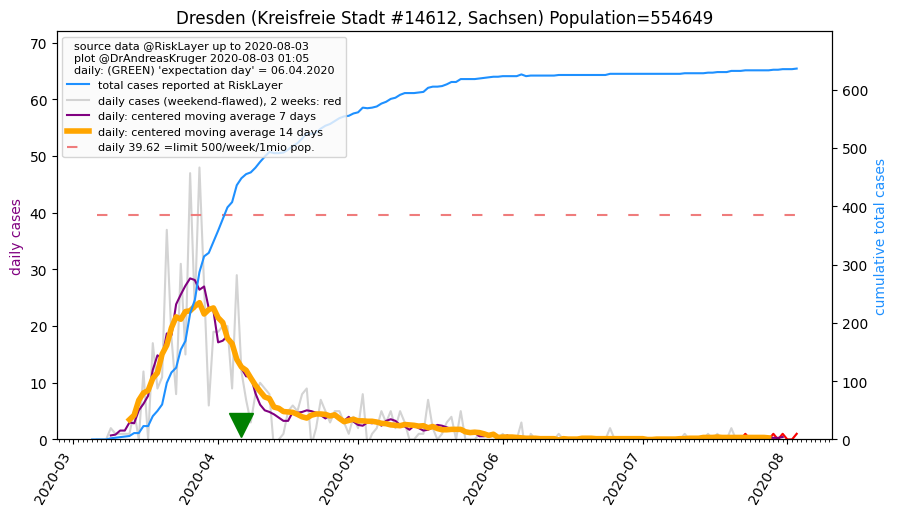 Dresden (Kreisfreie Stadt #14612, Sachsen) Population=554649
source data @RiskLayer up to 2020-08-03
plot @DrAndreasKruger 2020-08-03 01:05
daily: (GREEN) 'expectation day' = 06.04.2020
total cases reported at RiskLayer
daily cases (weekend-flawed), 2 weeks: red
daily: centered moving average 7 days
daily: centered moving average 14 days
daily 39.62 =limit 500/week/1mio pop.
daily cases
70
60
50
40
30
20
10
0
cumulative total cases
600
500
400
300
200
100
0
2020-03
2020-04
2020-05
2020-06
2020-07
2020-08